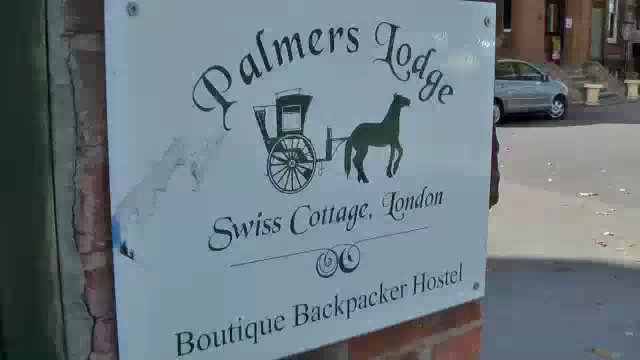 Palmers Lodge
Swiss Cottage, London
Boutique Backpacker Hostel